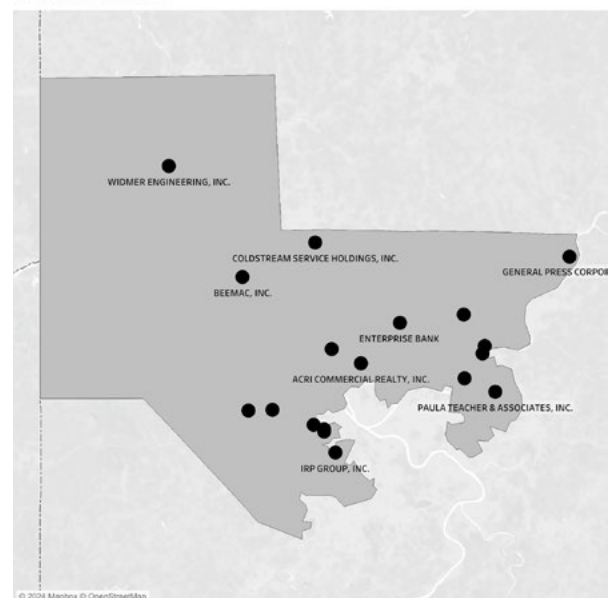 WIDMER ENGINEERING, INC.
COLDSTREAM SERVICE HOLDINGS, INC.
GENERAL PRESS CORPOR
BEEMAC, INC.
ENTERPRISE BANK
ACRI COMMERCIAL REALTY, INC.
PAULA TEACHER & ASSOCIATES, INC.
IRP GROUP, INC.
© 2024 Mapbox © OpenStreetMap